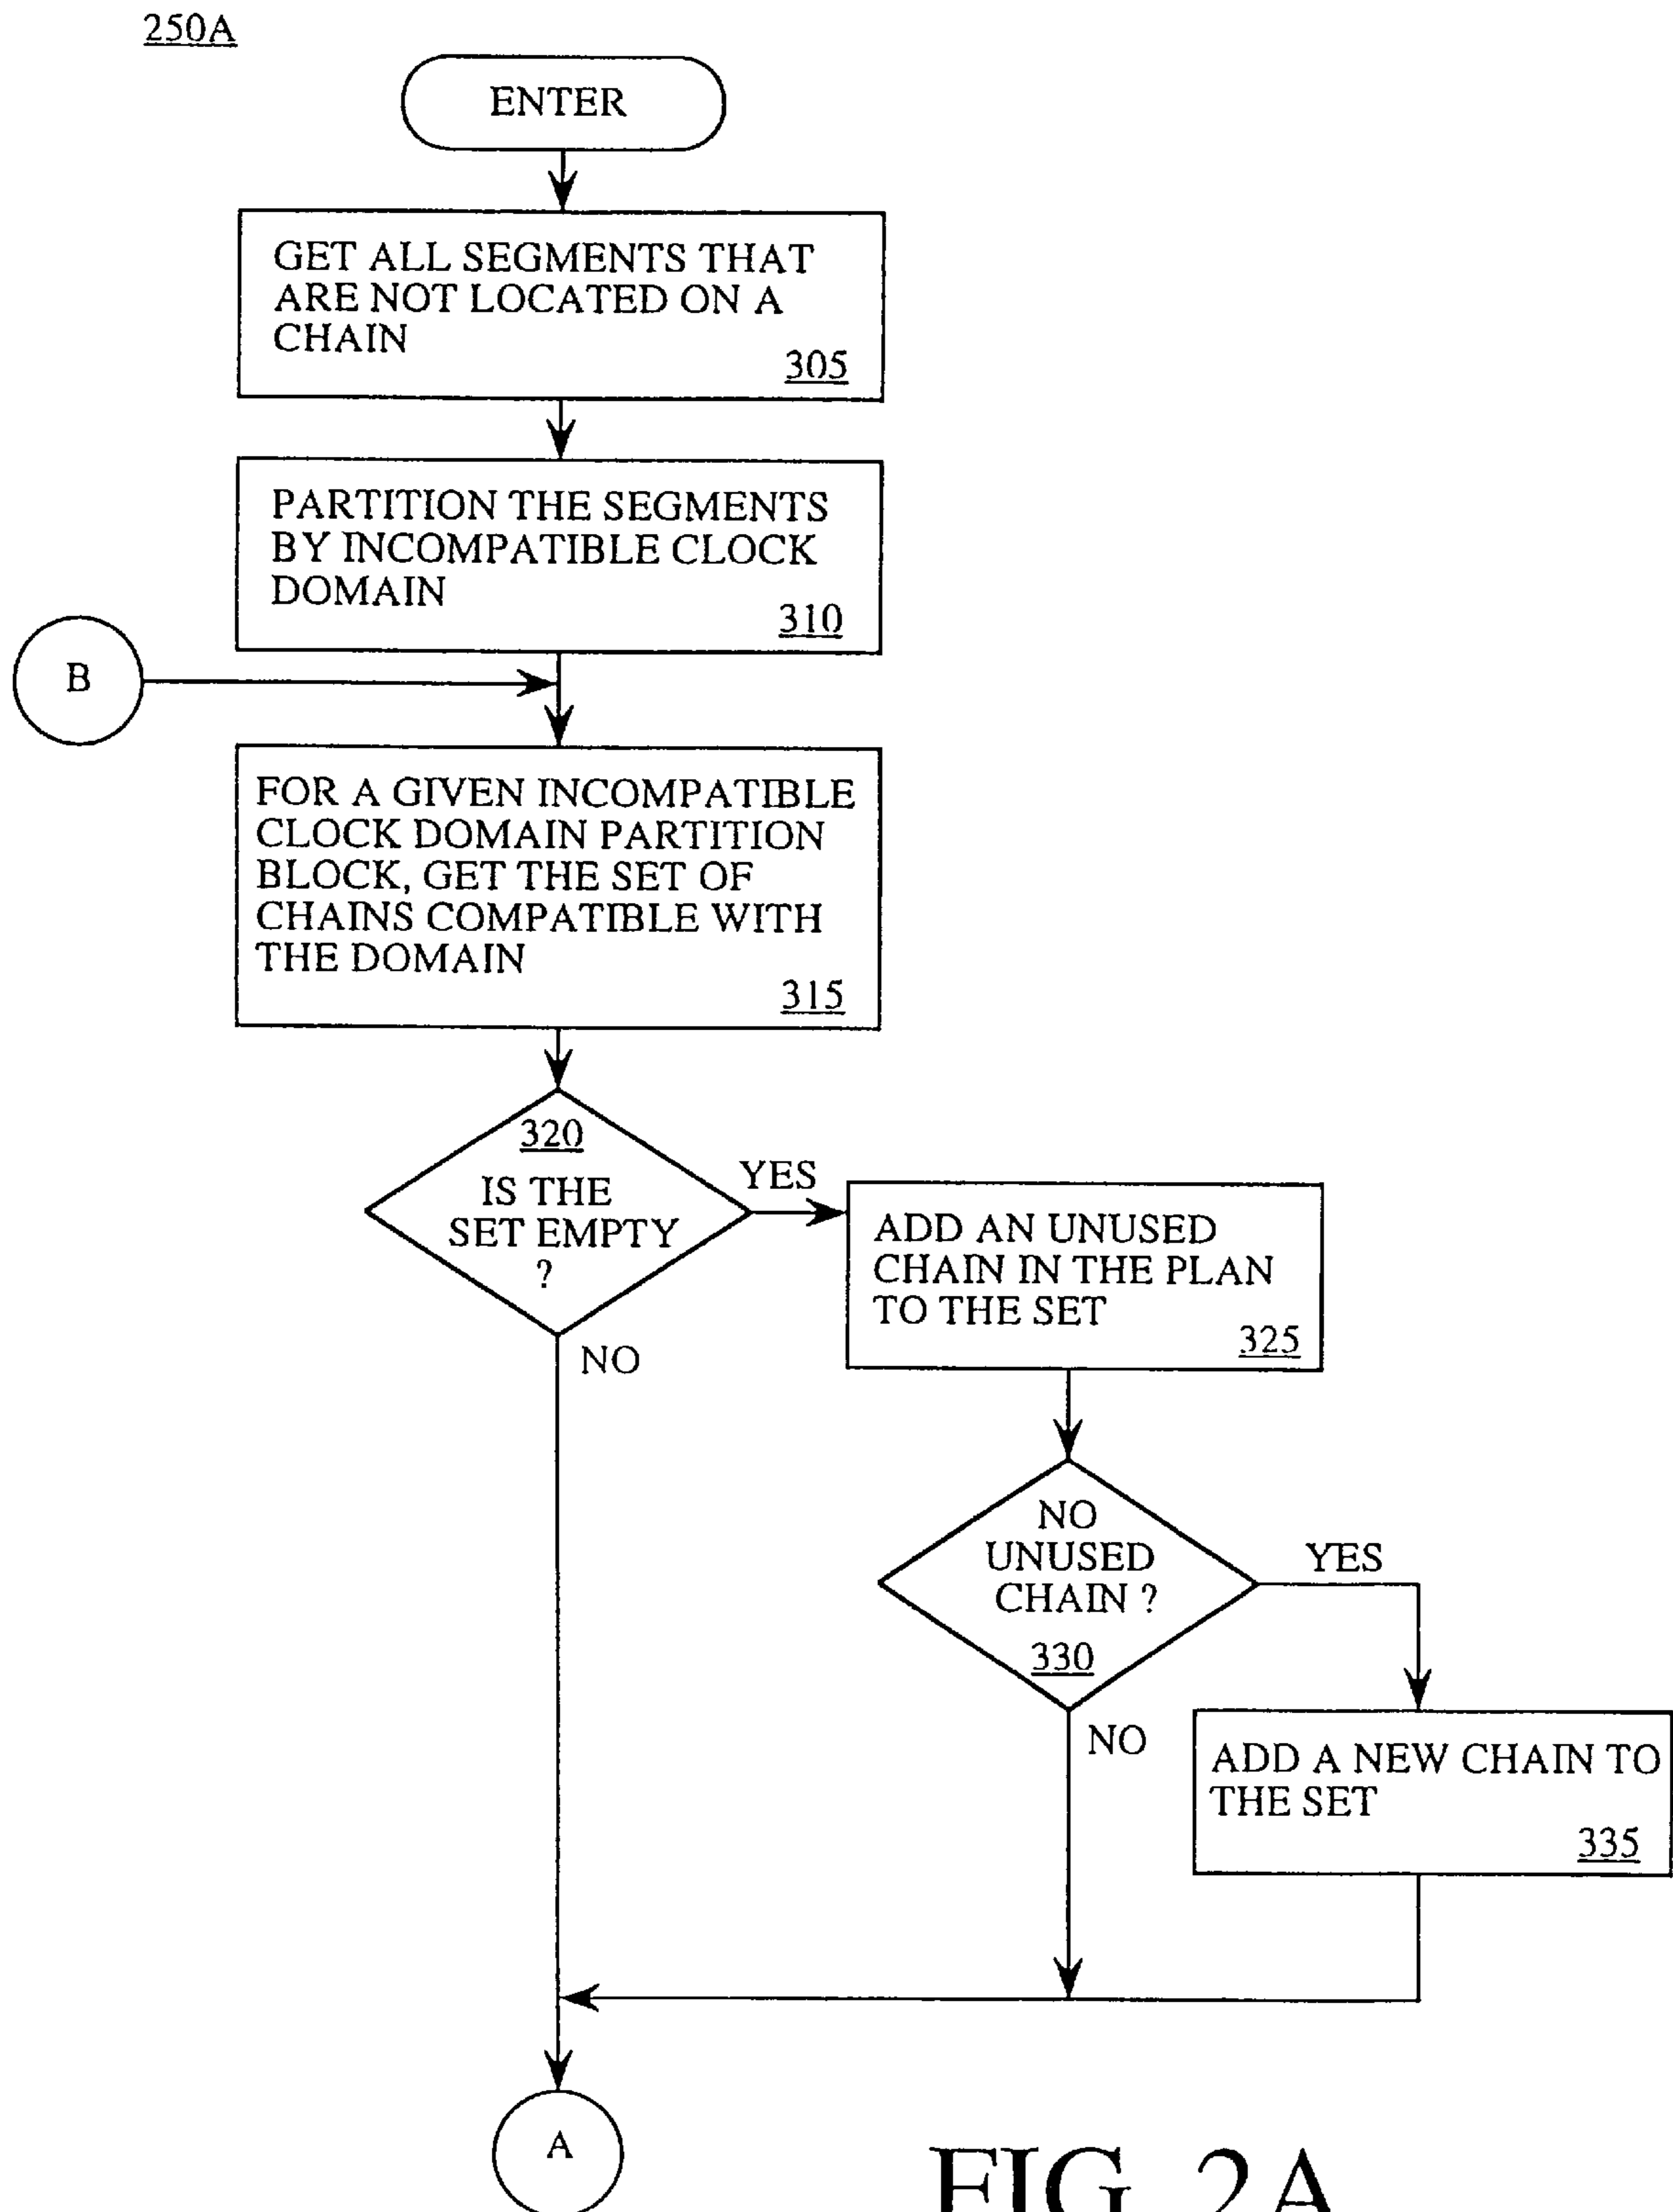 250A
ENTER
GET ALL SEGMENTS THAT
ARE NOT LOCATED ON A
CHAIN
305
PARTITION THE SEGMENTS
BY INCOMPATIBLE CLOCK
DOMAIN
310
B
FOR A GIVEN INCOMPATIBLE
CLOCK DOMAIN PARTITION
BLOCK, GET THE SET OF
CHAINS COMPATIBLE WITH
THE DOMAIN
315
320
IS THE
SET EMPTY
?
YES
NO
ADD AN UNUSED
CHAIN IN THE PLAN
TO THE SET
325
NO
UNUSED
CHAIN ?
330
YES
NO
ADD A NEW CHAIN TO
THE SET
335
A
FIG. 2A